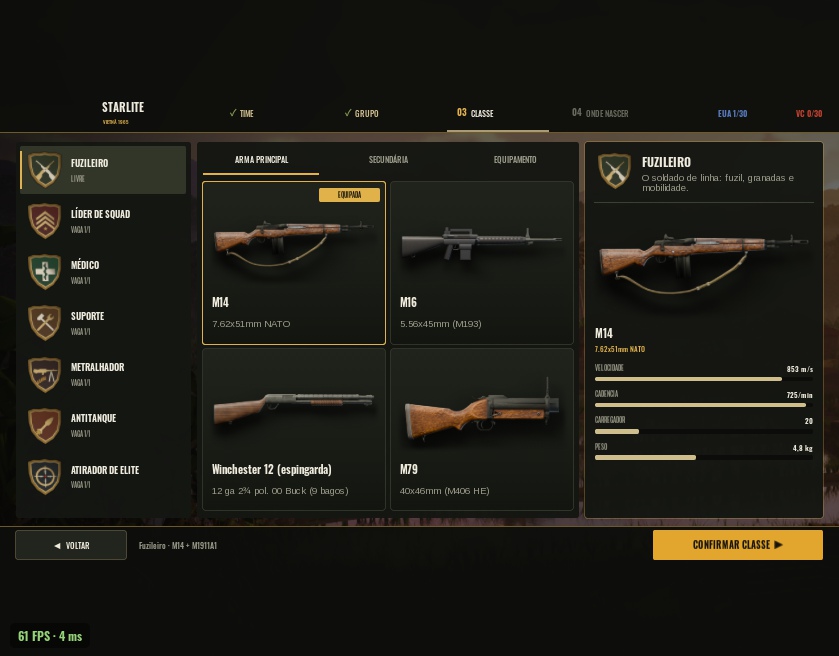 STARLITE
VIETNÃ 1965
✓ TIME
✓ GRUPO
03 CLASSE
04 ONDE NASCER
EUA 1/30
VC 0/30
FUZILEIRO
LIVRE
LÍDER DE SQUAD
VAGA 1/1
MÉDICO
VAGA 1/1
SUPORTE
VAGA 1/1
METRALHADOR
VAGA 1/1
ANTITANQUE
VAGA 1/1
ATIRADOR DE ELITE
VAGA 1/1
ARMA PRINCIPAL
SECUNDÁRIA
EQUIPAMENTO
EQUIPADA
M14
7.62x51mm NATO
M16
5.56x45mm (M193)
Winchester 12 (espingarda)
12 ga 2¾ pol. 00 Buck (9 bagos)
M79
40x46mm (M406 HE)
FUZILEIRO
O soldado de linha: fuzil, granadas e
mobilidade.
M14
7.62x51mm NATO
VELOCIDADE 853 m/s
CADENCIA 725/min
CARREGADOR 20
PESO 4,8 kg
◄ VOLTAR
Fuzileiro · M14 + M1911A1
CONFIRMAR CLASSE ►
61 FPS · 4 ms